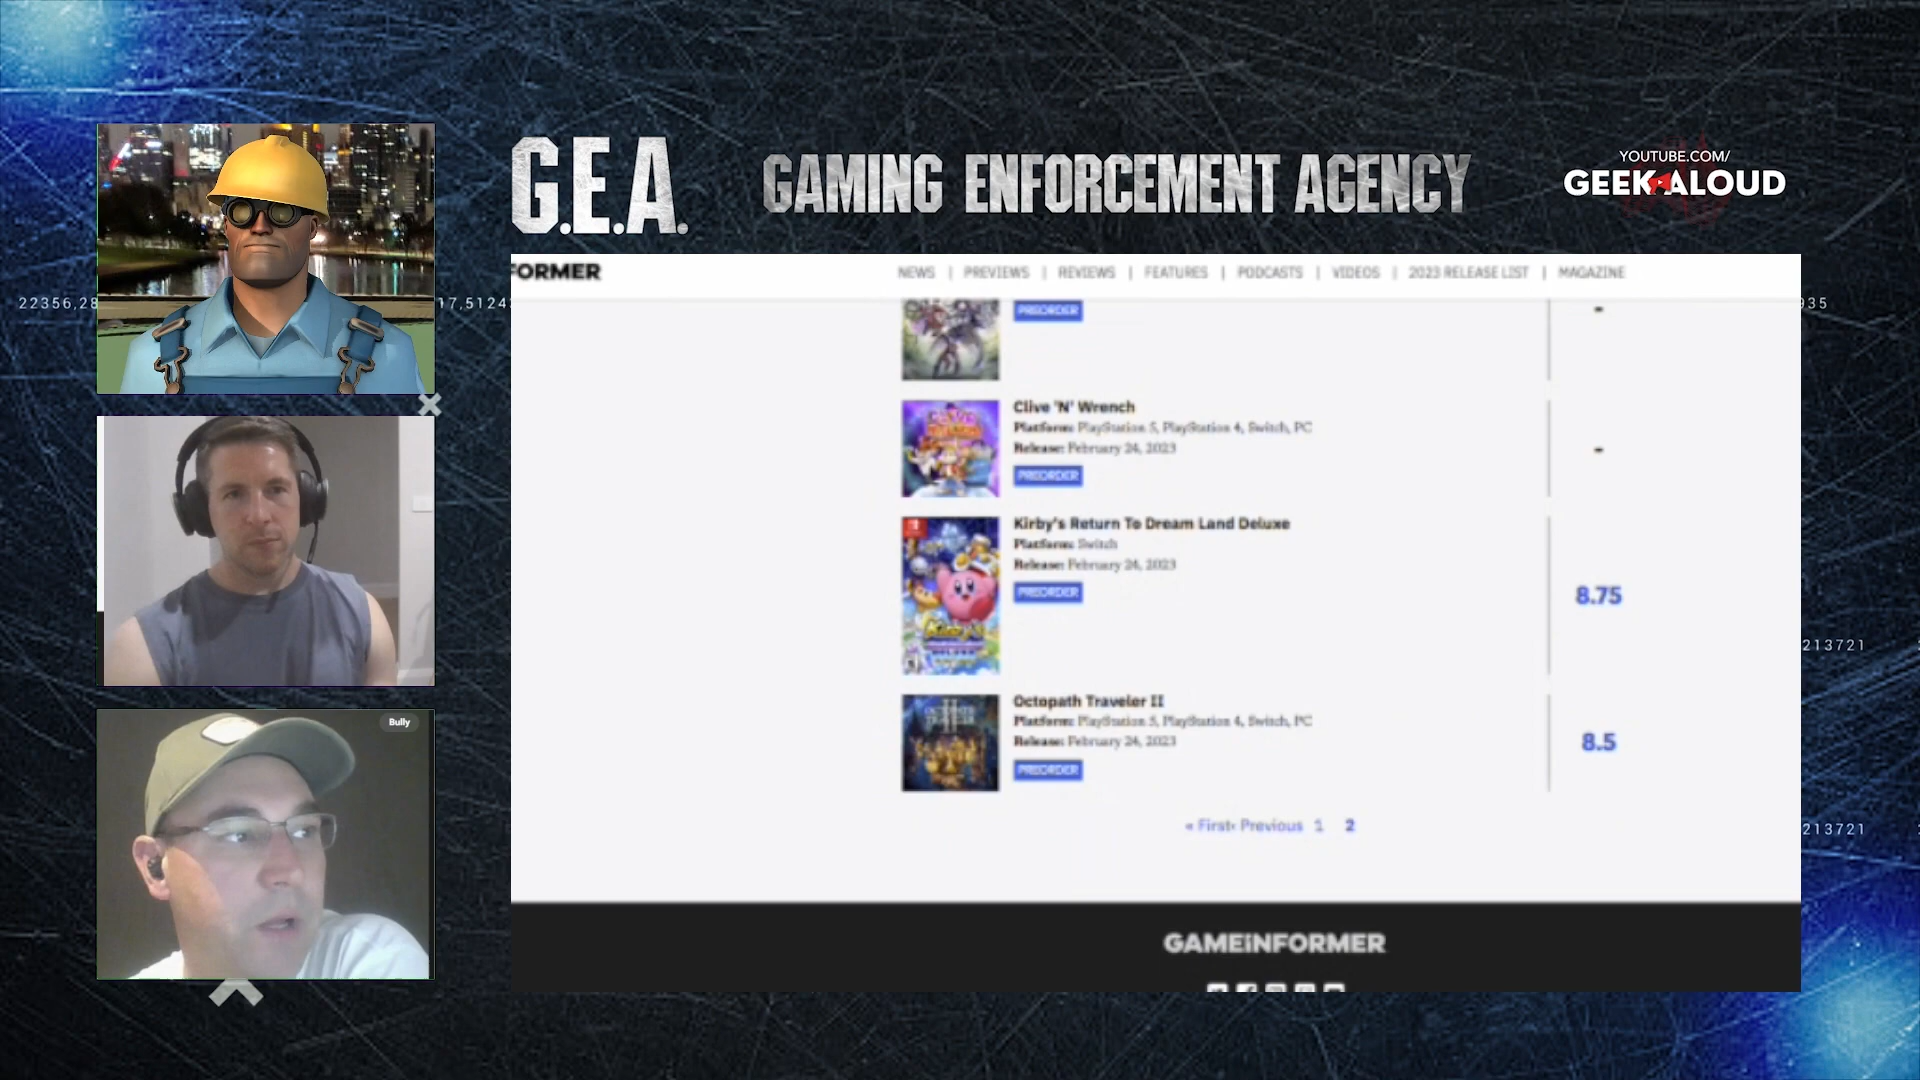 G.E.A. GAMING ENFORCEMENT AGENCY
YOUTUBE.COM/
GEEK ALOUD
FORMER
NEWS | PREVIEWS | REVIEWS | FEATURES | PODCASTS | VIDEOS | 2023 RELEASE LIST | MAGAZINE
22356,28
17,5124
935
PREORDER
-
Clive 'N' Wrench
Platform: PlayStation 5, PlayStation 4, Switch, PC
Release: February 24, 2023
-
PREORDER
Kirby's Return To Dream Land Deluxe
Platform: Switch
Release: February 24, 2023
PREORDER
8.75
213721
Octopath Traveler II
Platform: PlayStation 5, PlayStation 4, Switch, PC
Release: February 24, 2023
8.5
PREORDER
Bully
« First ‹ Previous 1 2
213721
GAMEiNFORMER